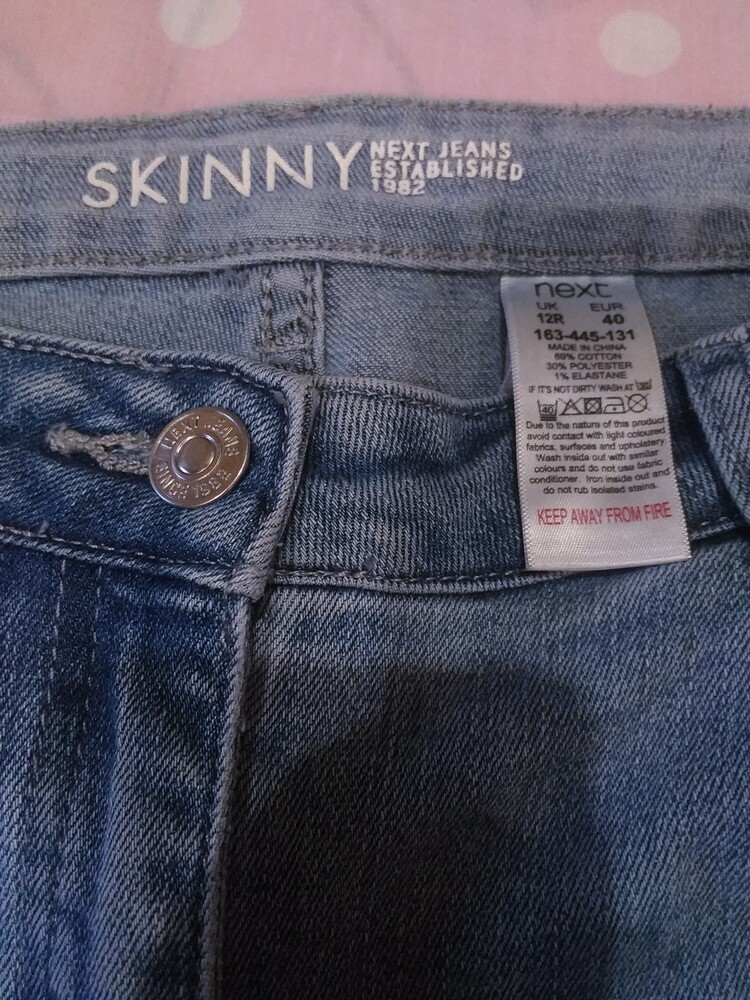 SKINNY NEXT JEANS
ESTABLISHED
1982
next
UK EUR
12R 40
163-445-131
MADE IN CHINA
69% COTTON
30% POLYESTER
1% ELASTANE
IF IT'S NOT DIRTY WASH AT 30
40
Due to the nature of this product
avoid contact with light coloured
fabrics, surfaces and upholstery
Wash inside out with similar
colours and do not use fabric
conditioner. Iron inside out and
do not rub isolated stains.
KEEP AWAY FROM FIRE
NEXT JEANS
SINCE 1982